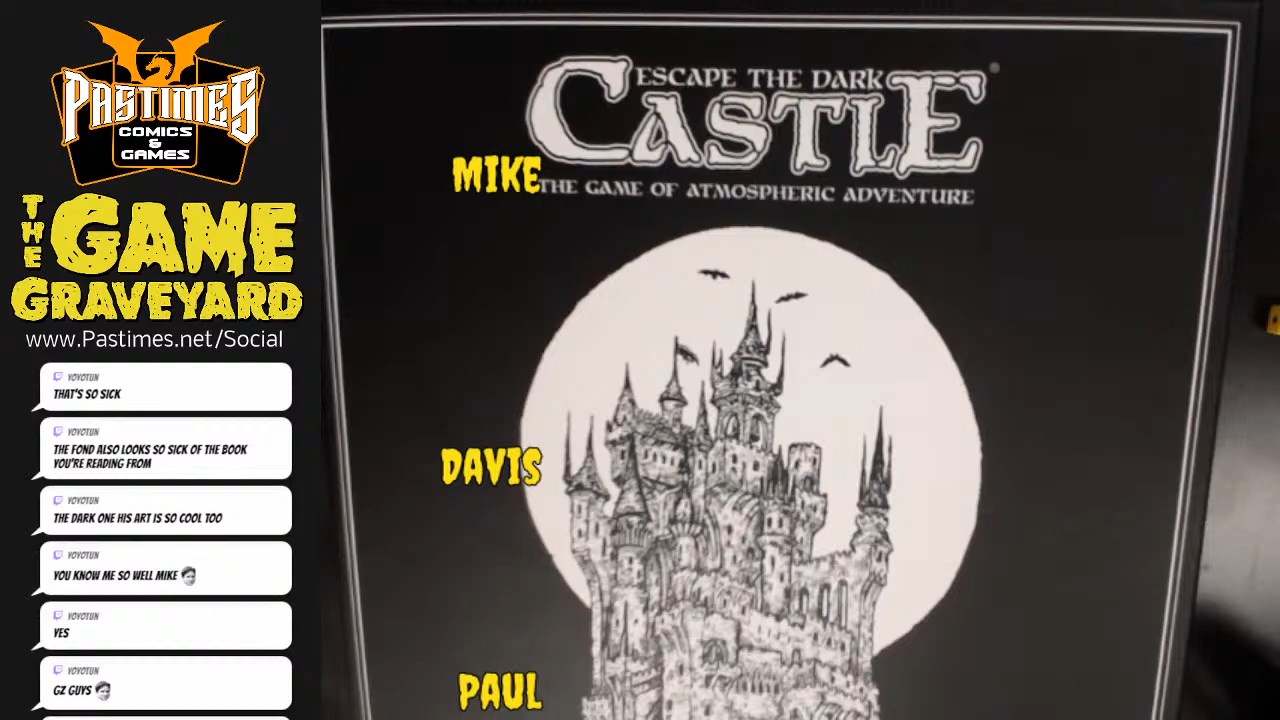 PASTIMES
COMICS
&
GAMES
THE GAME
GRAVEYARD
www.Pastimes.net/Social
YOYOTUN
THAT'S SO SICK
YOYOTUN
THE FOND ALSO LOOKS SO SICK OF THE BOOK
YOU'RE READING FROM
YOYOTUN
THE DARK ONE HIS ART IS SO COOL TOO
YOYOTUN
YOU KNOW ME SO WELL MIKE
YOYOTUN
YES
YOYOTUN
GZ GUYS
ESCAPE THE DARK
CASTLE
THE GAME OF ATMOSPHERIC ADVENTURE
MIKE
DAVIS
PAUL